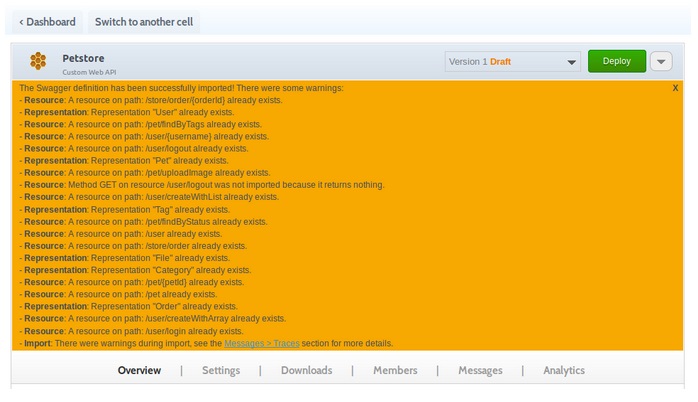 ‹ Dashboard Switch to another cell
Petstore
Custom Web API
Version 1 Draft
Deploy
The Swagger definition has been successfully imported! There were some warnings:
X
- Resource: A resource on path: /store/order/{orderId} already exists.
- Representation: Representation "User" already exists.
- Resource: A resource on path: /pet/findByTags already exists.
- Resource: A resource on path: /user/{username} already exists.
- Resource: A resource on path: /user/logout already exists.
- Representation: Representation "Pet" already exists.
- Resource: A resource on path: /pet/uploadImage already exists.
- Resource: Method GET on resource /user/logout was not imported because it returns nothing.
- Resource: A resource on path: /user/createWithList already exists.
- Representation: Representation "Tag" already exists.
- Resource: A resource on path: /pet/findByStatus already exists.
- Resource: A resource on path: /user already exists.
- Resource: A resource on path: /store/order already exists.
- Representation: Representation "File" already exists.
- Representation: Representation "Category" already exists.
- Resource: A resource on path: /pet/{petId} already exists.
- Resource: A resource on path: /pet already exists.
- Representation: Representation "Order" already exists.
- Resource: A resource on path: /user/createWithArray already exists.
- Resource: A resource on path: /user/login already exists.
- Import: There were warnings during import, see the Messages > Traces section for more details.
Overview | Settings | Downloads | Members | Messages | Analytics